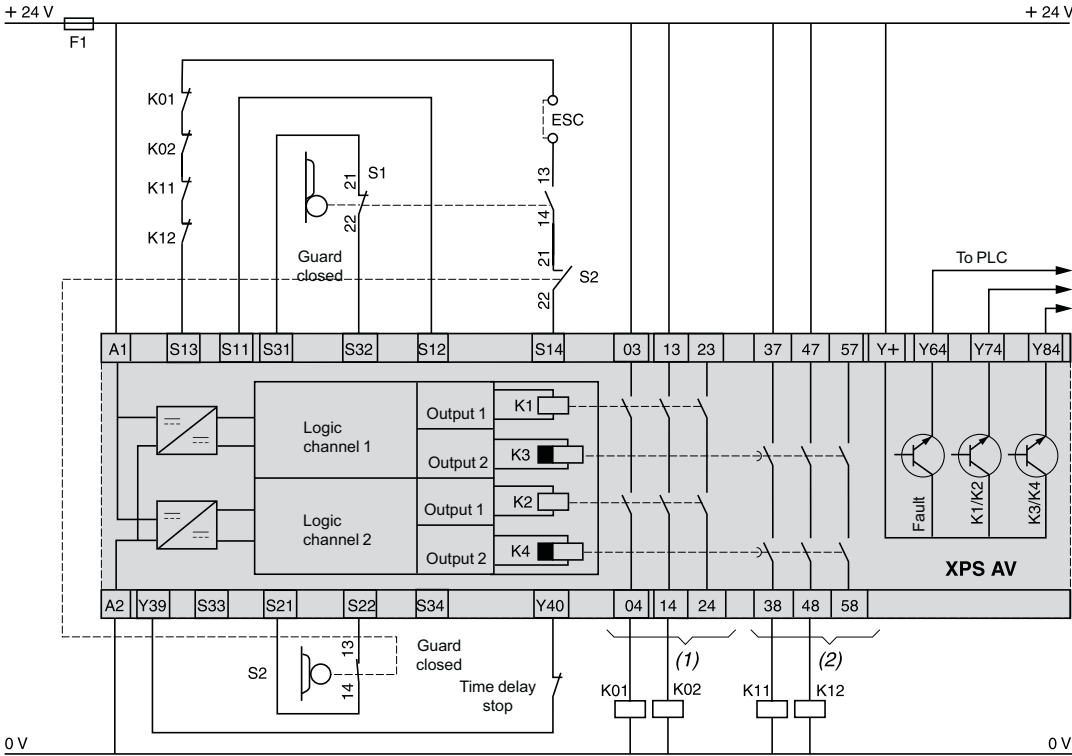 + 24 V
+ 24 V
F1
K01
K02
K11
K12
ESC
S1
21
22
13
14
Guard
closed
21
22
S2
To PLC
A1
S13
S11
S31
S32
S12
S14
03
13
23
37
47
57
Y+
Y64
Y74
Y84
Logic
channel 1
Output 1
Output 2
K1
K3
Logic
channel 2
Output 1
Output 2
K2
K4
Fault
K1/K2
K3/K4
XPS AV
A2
Y39
S33
S21
S22
S34
Y40
04
14
24
38
48
58
S2
13
14
Guard
closed
Time delay
stop
(1)
(2)
K01
K02
K11
K12
0 V
0 V